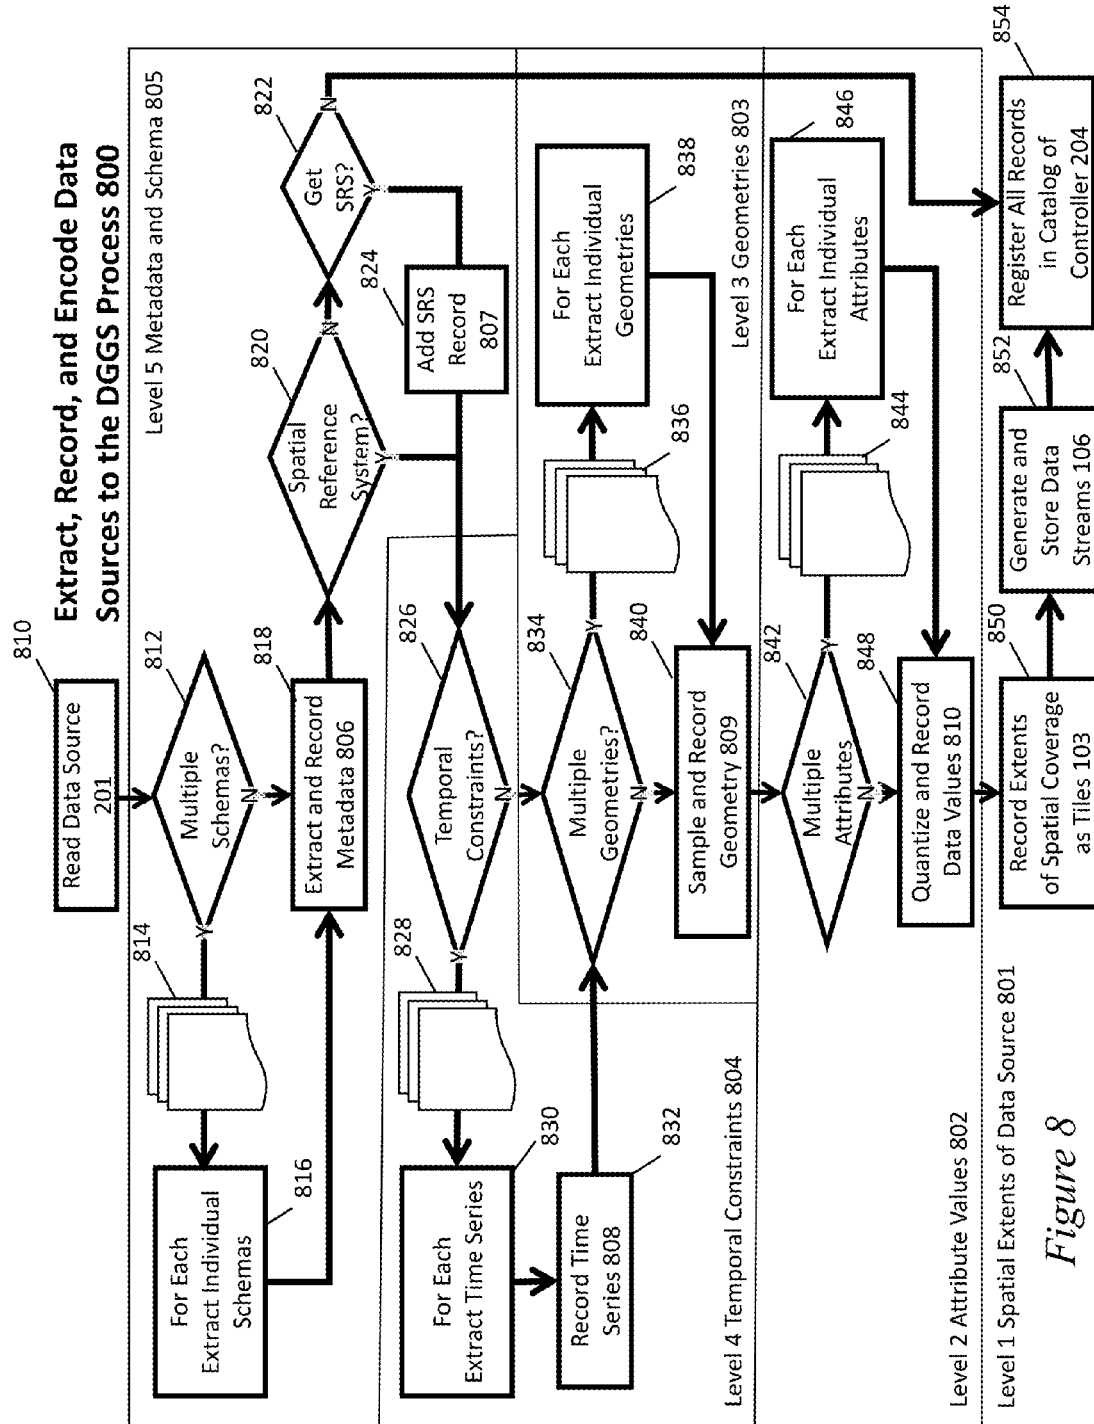 Extract, Record, and Encode Data
Sources to the DGGS Process 800
810
Read Data Source
201
Level 5 Metadata and Schema 805
812
Multiple
Schemas?
Y
N
814
For Each
Extract Individual
Schemas
816
818
Extract and Record
Metadata 806
820
Spatial
Reference
System?
Y
N
822
Get
SRS?
Y
N
824
Add SRS
Record
807
826
Temporal
Constraints?
Y
N
828
For Each
Extract Time Series
830
Record Time
Series 808
832
Level 4 Temporal Constraints 804
834
Multiple
Geometries?
Y
N
836
For Each
Extract Individual
Geometries
838
840
Sample and Record
Geometry 809
Level 3 Geometries 803
842
Multiple
Attributes
Y
N
844
For Each
Extract Individual
Attributes
846
848
Quantize and Record
Data Values 810
Level 2 Attribute Values 802
850
Record Extents
of Spatial Coverage
as Tiles 103
852
Generate and
Store Data
Streams 106
854
Register All Records
in Catalog of
Controller 204
Level 1 Spatial Extents of Data Source 801
Figure 8